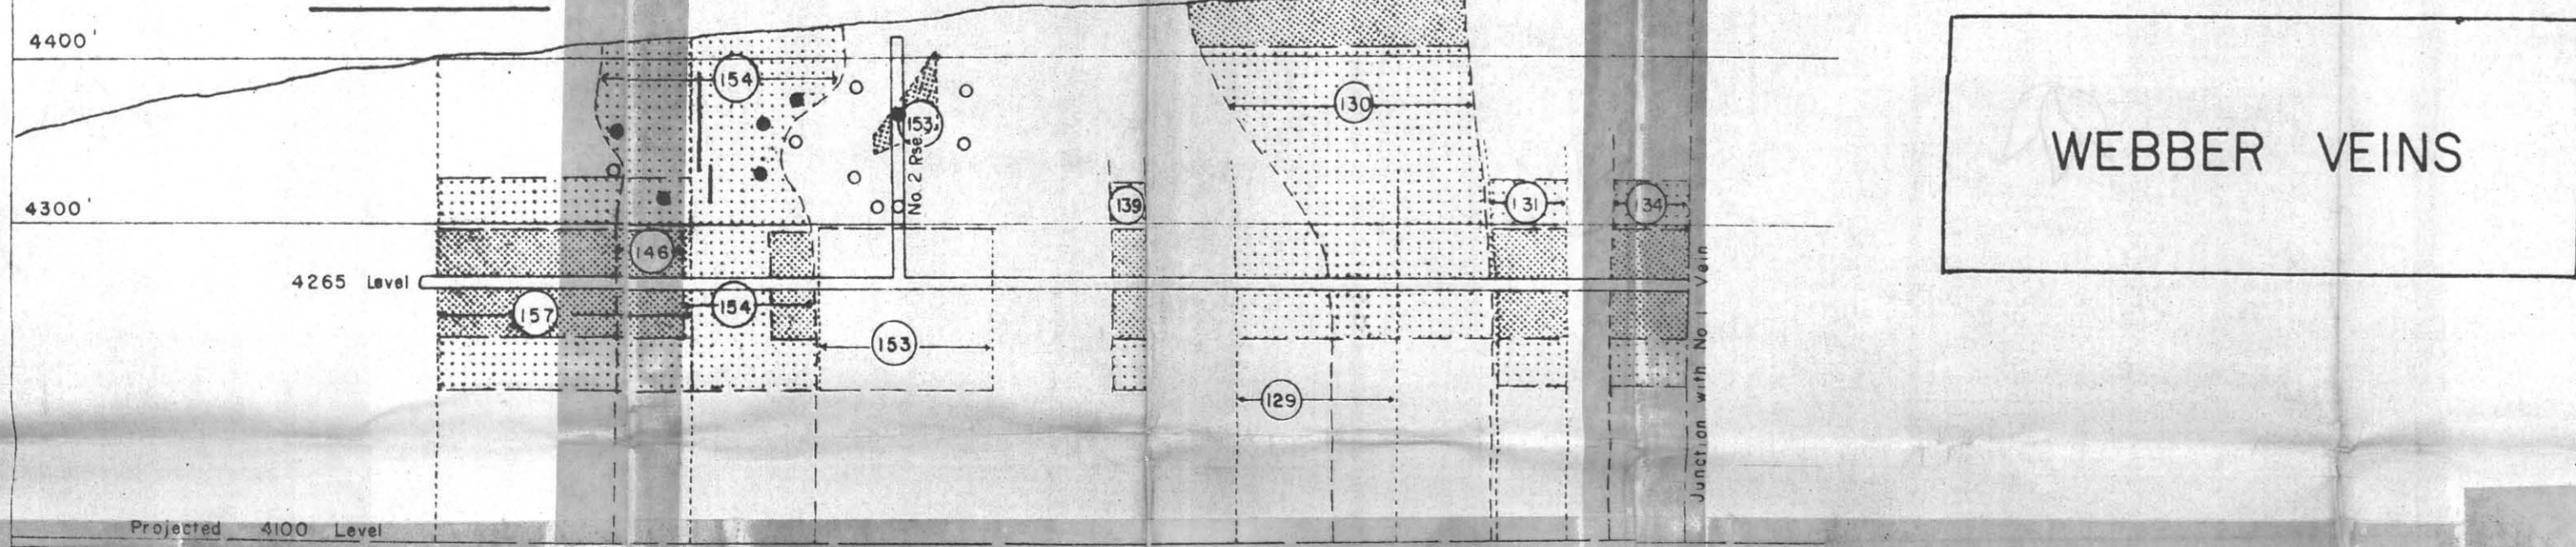 4400'
154
130
153
No. 2 Rse.
WEBBER VEINS
4300'
139
131
134
146
4265 Level
157
154
153
129
Junction with No 1 Vein
Projected 4100 Level